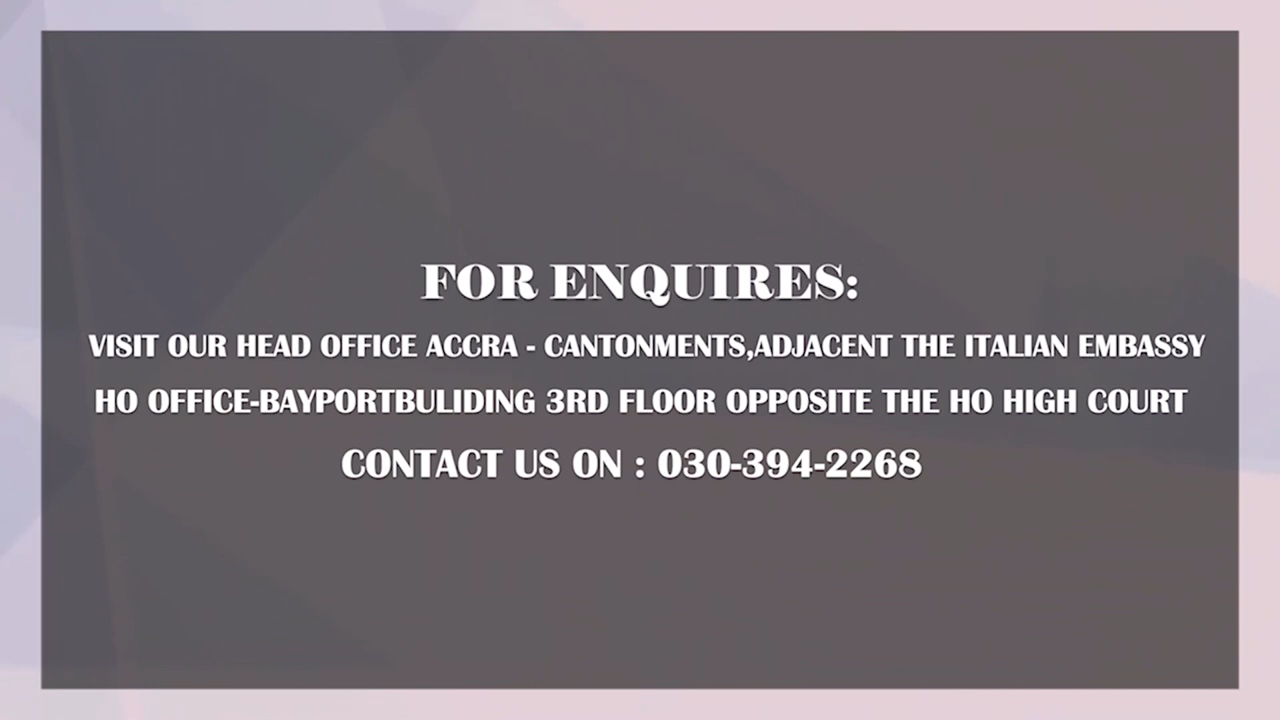 FOR ENQUIRES:
VISIT OUR HEAD OFFICE ACCRA - CANTONMENTS,ADJACENT THE ITALIAN EMBASSY
HO OFFICE-BAYPORTBULIDING 3RD FLOOR OPPOSITE THE HO HIGH COURT
CONTACT US ON : 030-394-2268